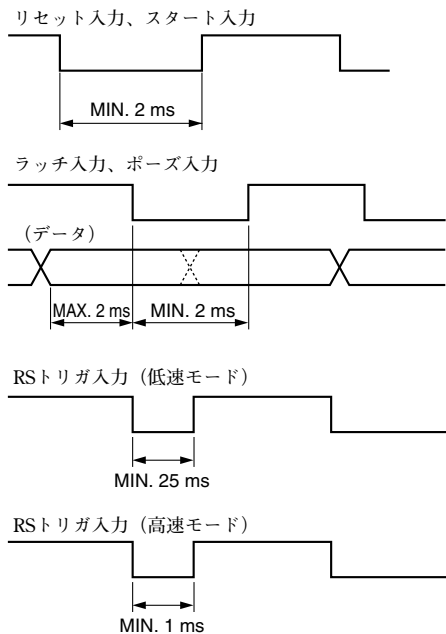 リセット入力、スタート入力
MIN. 2 ms
ラッチ入力、ポーズ入力
(データ)
MAX. 2 ms MIN. 2 ms
RSトリガ入力（低速モード）
MIN. 25 ms
RSトリガ入力（高速モード）
MIN. 1 ms